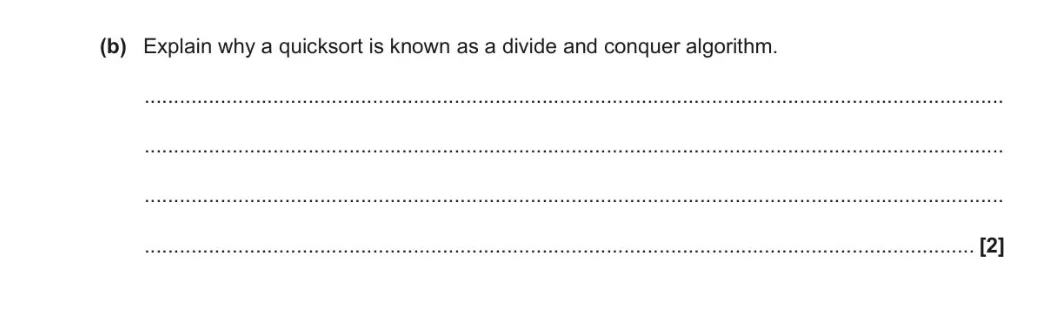 (b) Explain why a quicksort is known as a divide and conquer algorithm.
[2]